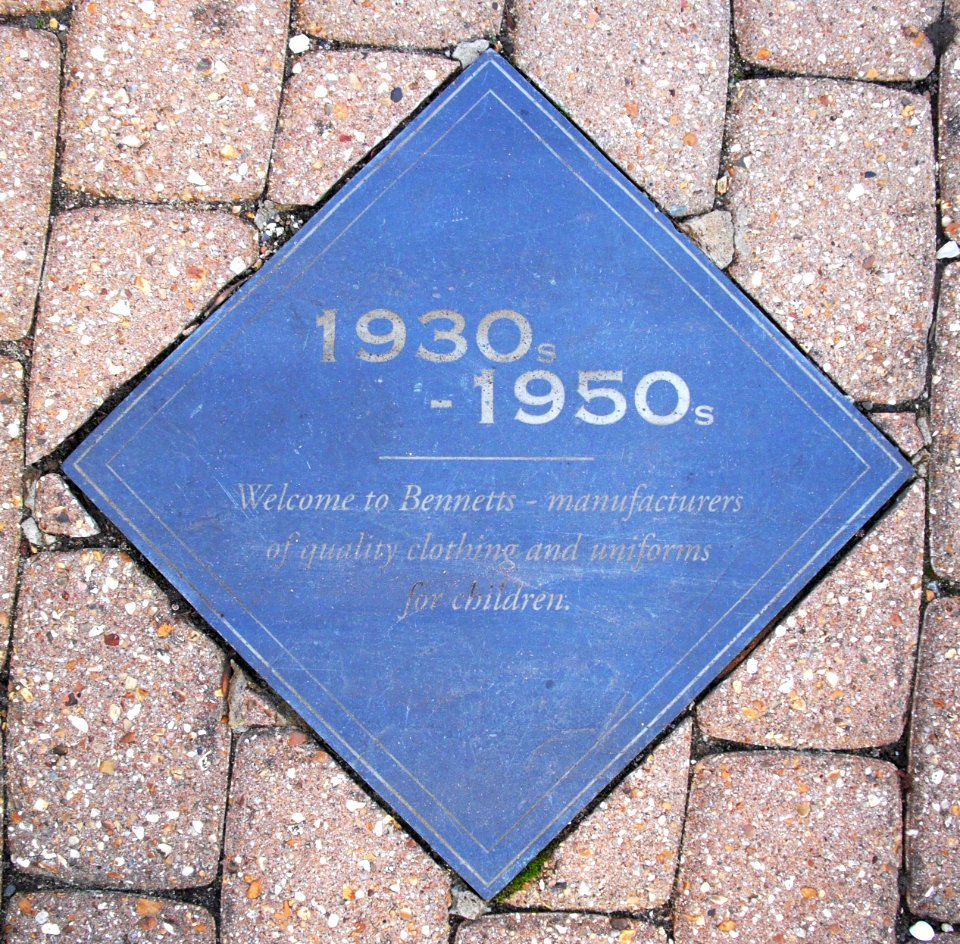 1930s
-1950s
Welcome to Bennetts - manufacturers
of quality clothing and uniforms
for children.